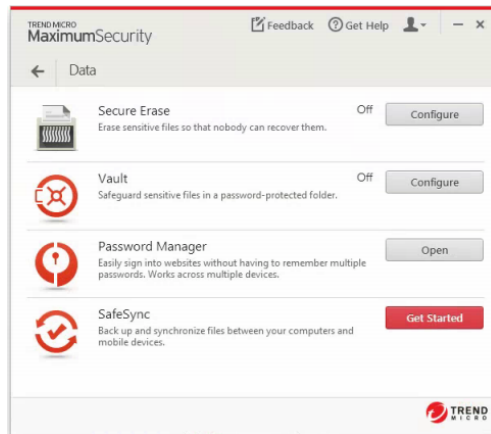 TREND MICRO
MaximumSecurity
Feedback
Get Help
Data
Secure Erase
Off
Configure
Erase sensitive files so that nobody can recover them.
Vault
Off
Configure
Safeguard sensitive files in a password-protected folder.
Password Manager
Open
Easily sign into websites without having to remember multiple
passwords. Works across multiple devices.
SafeSync
Get Started
Back up and synchronize files between your computers and
mobile devices.
TREND
MICRO